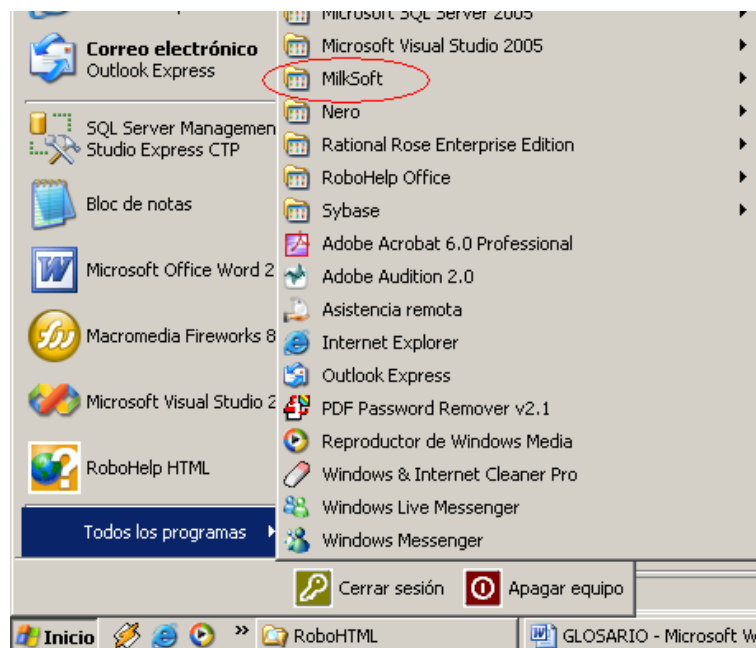 Correo electrónico
Outlook Express
SQL Server Managemen
Studio Express CTP
Bloc de notas
Microsoft Office Word 2
Macromedia Fireworks 8
Microsoft Visual Studio 2
RoboHelp HTML
Todos los programas
Microsoft SQL Server 2005
Microsoft Visual Studio 2005
MilkSoft
Nero
Rational Rose Enterprise Edition
RoboHelp Office
Sybase
Adobe Acrobat 6.0 Professional
Adobe Audition 2.0
Asistencia remota
Internet Explorer
Outlook Express
PDF Password Remover v2.1
Reproductor de Windows Media
Windows & Internet Cleaner Pro
Windows Live Messenger
Windows Messenger
Cerrar sesión Apagar equipo
Inicio » RoboHTML GLOSARIO - Microsoft W